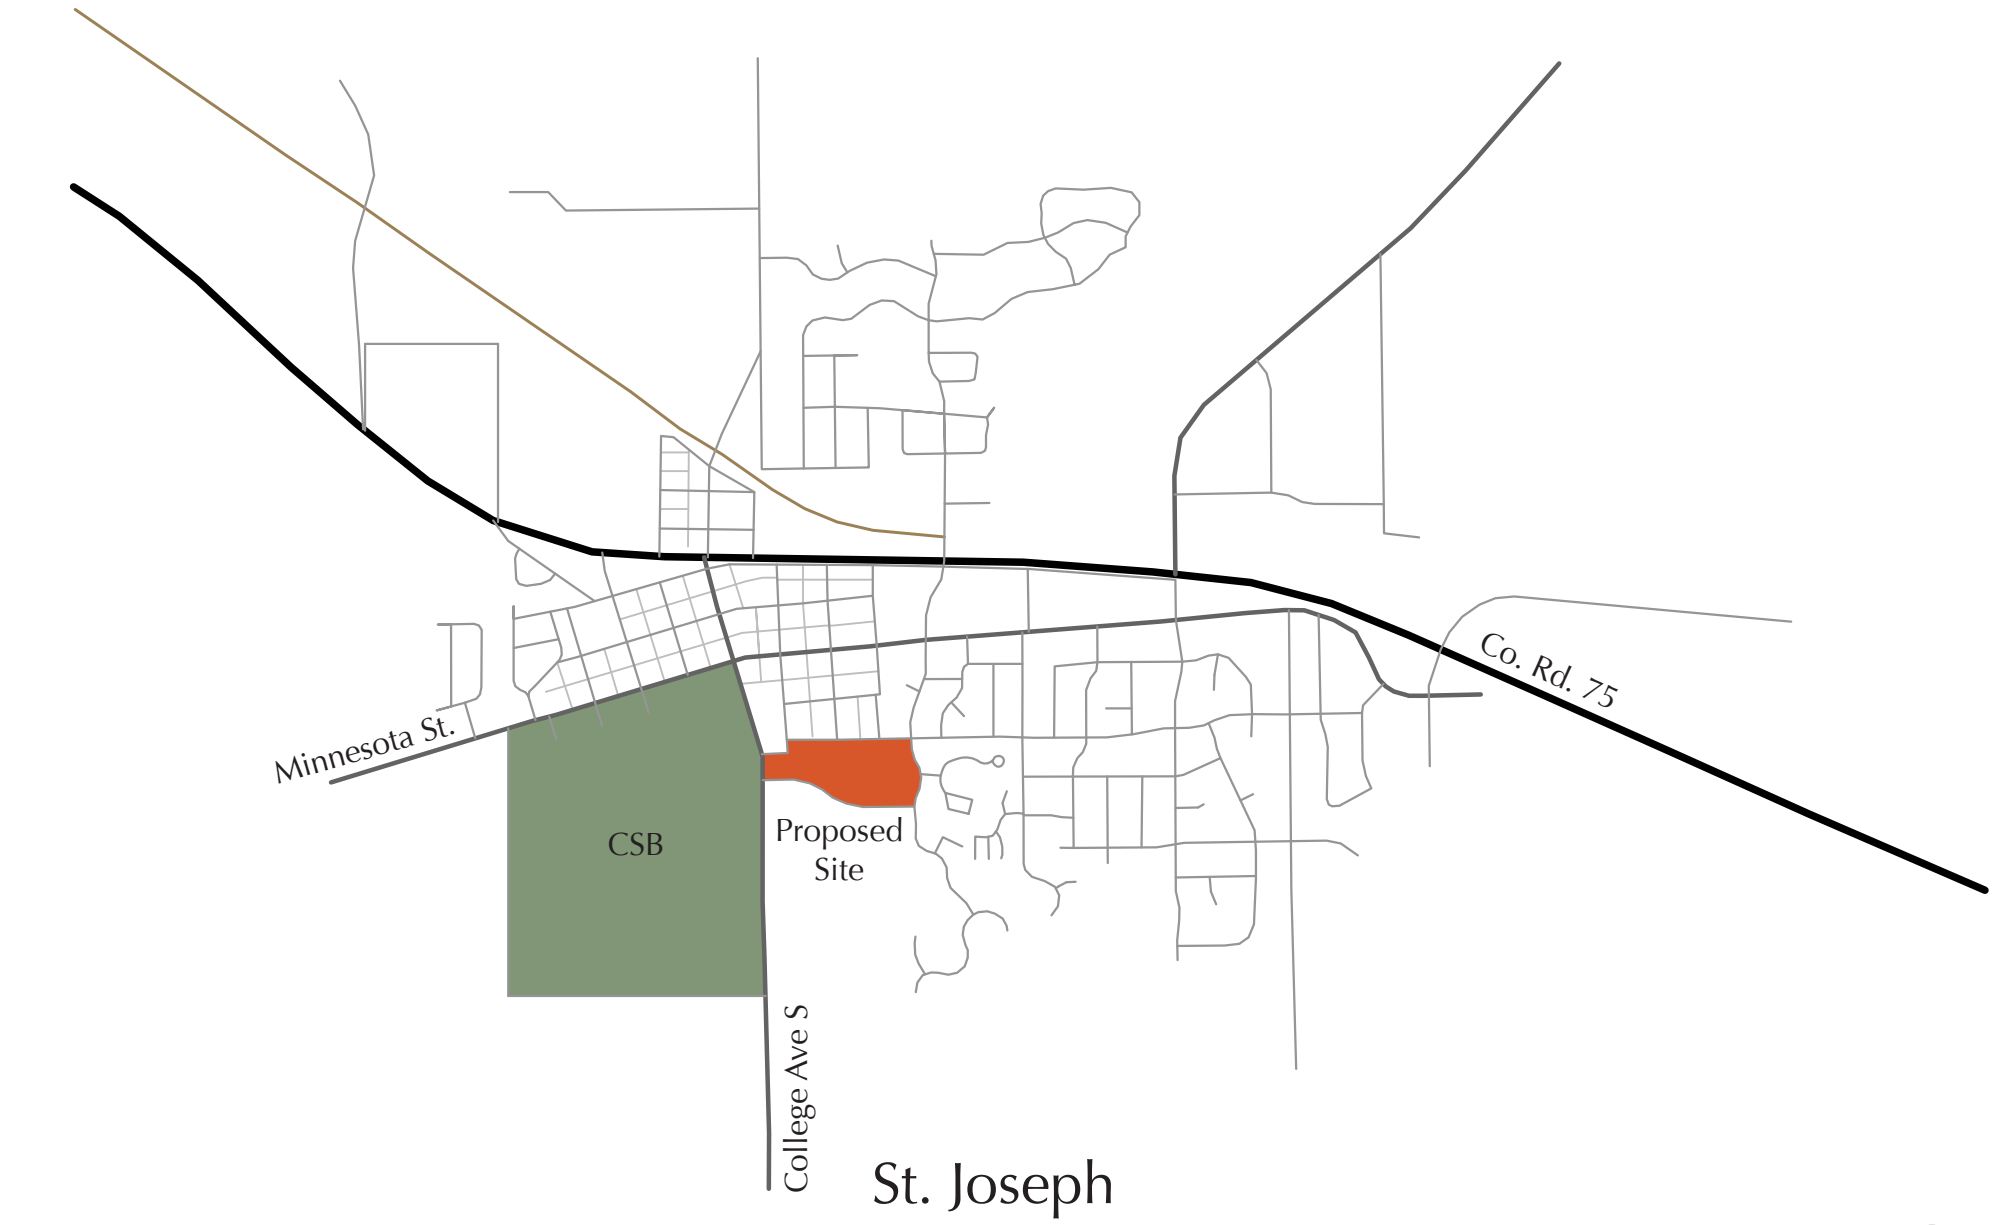 Co. Rd. 75
Minnesota St.
CSB
Proposed
Site
College Ave S
St. Joseph